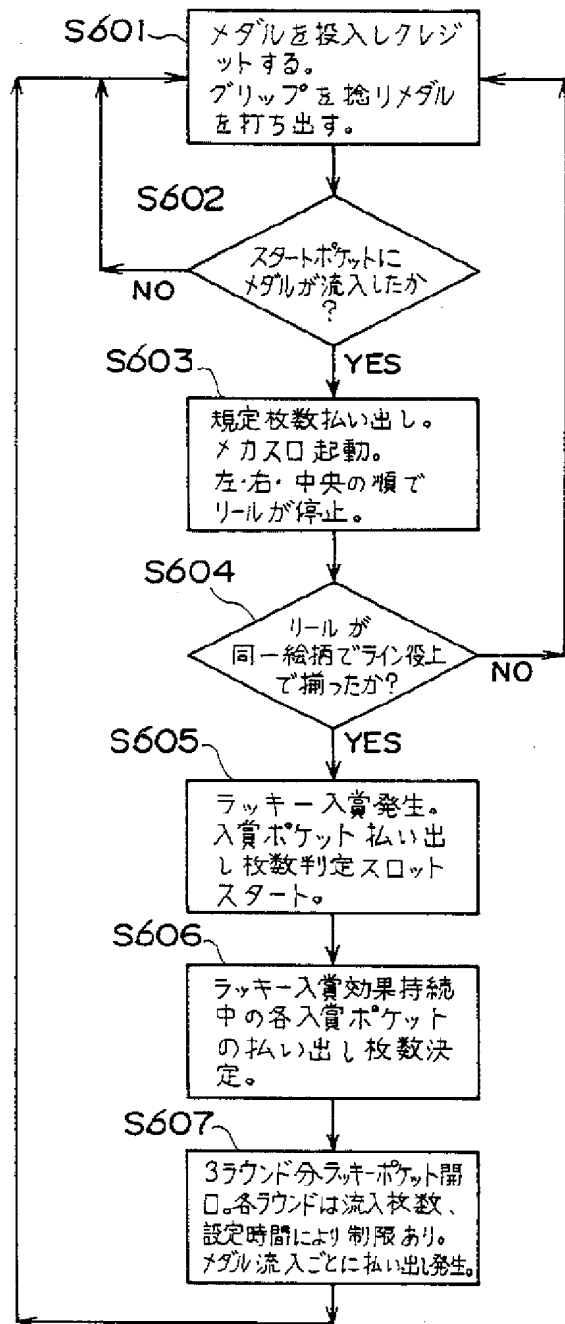 S601
メダルを投入しクレジ
ットする。
グリップを捻りメダル
を打ち出す。
S602
スタートポケットに
メダルが流入したか
?
NO
YES
S603
規定枚数払い出し。
メカスロ起動。
左・右・中央の順で
リールが停止。
S604
リールが
同一絵柄でライン役上
で揃ったか?
NO
YES
S605
ラッキー入賞発生。
入賞ポケット払い出
し枚数判定スロット
スタート。
S606
ラッキー入賞効果持続
中の各入賞ポケット
の払い出し枚数決
定。
S607
3ラウンド分ラッキーポケット開
口。各ラウンドは流入枚数、
設定時間により制限あり。
メダル流入ごとに払い出し発生。